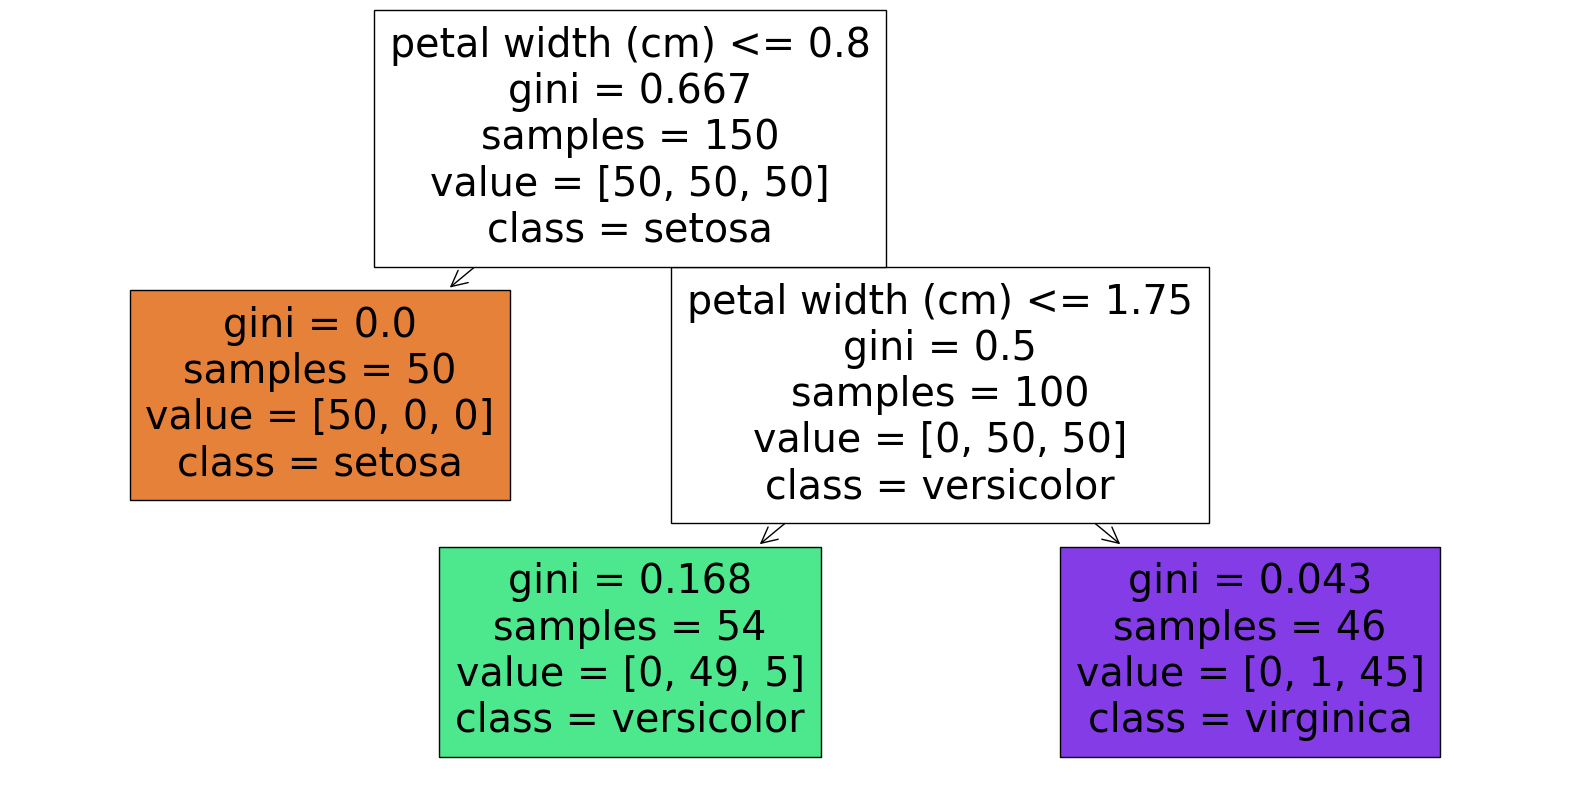 petal width (cm) <= 0.8
gini = 0.667
samples = 150
value = [50, 50, 50]
class = setosa
gini = 0.0
samples = 50
value = [50, 0, 0]
class = setosa
petal width (cm) <= 1.75
gini = 0.5
samples = 100
value = [0, 50, 50]
class = versicolor
gini = 0.168
samples = 54
value = [0, 49, 5]
class = versicolor
gini = 0.043
samples = 46
value = [0, 1, 45]
class = virginica